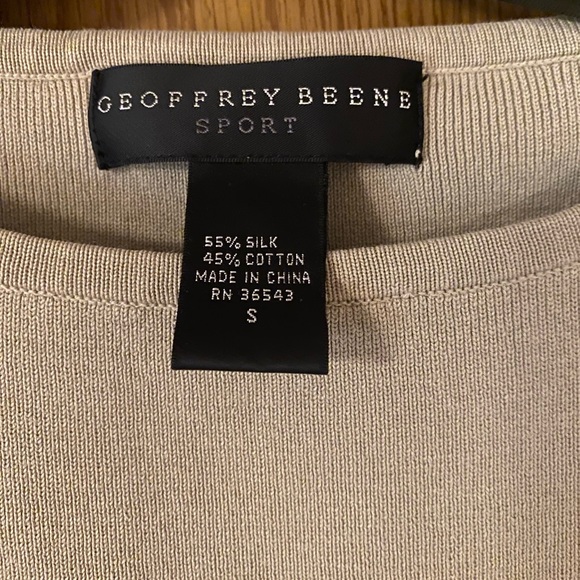 GEOFFREY BEENE
SPORT
55% SILK
45% COTTON
MADE IN CHINA
RN 36543
S